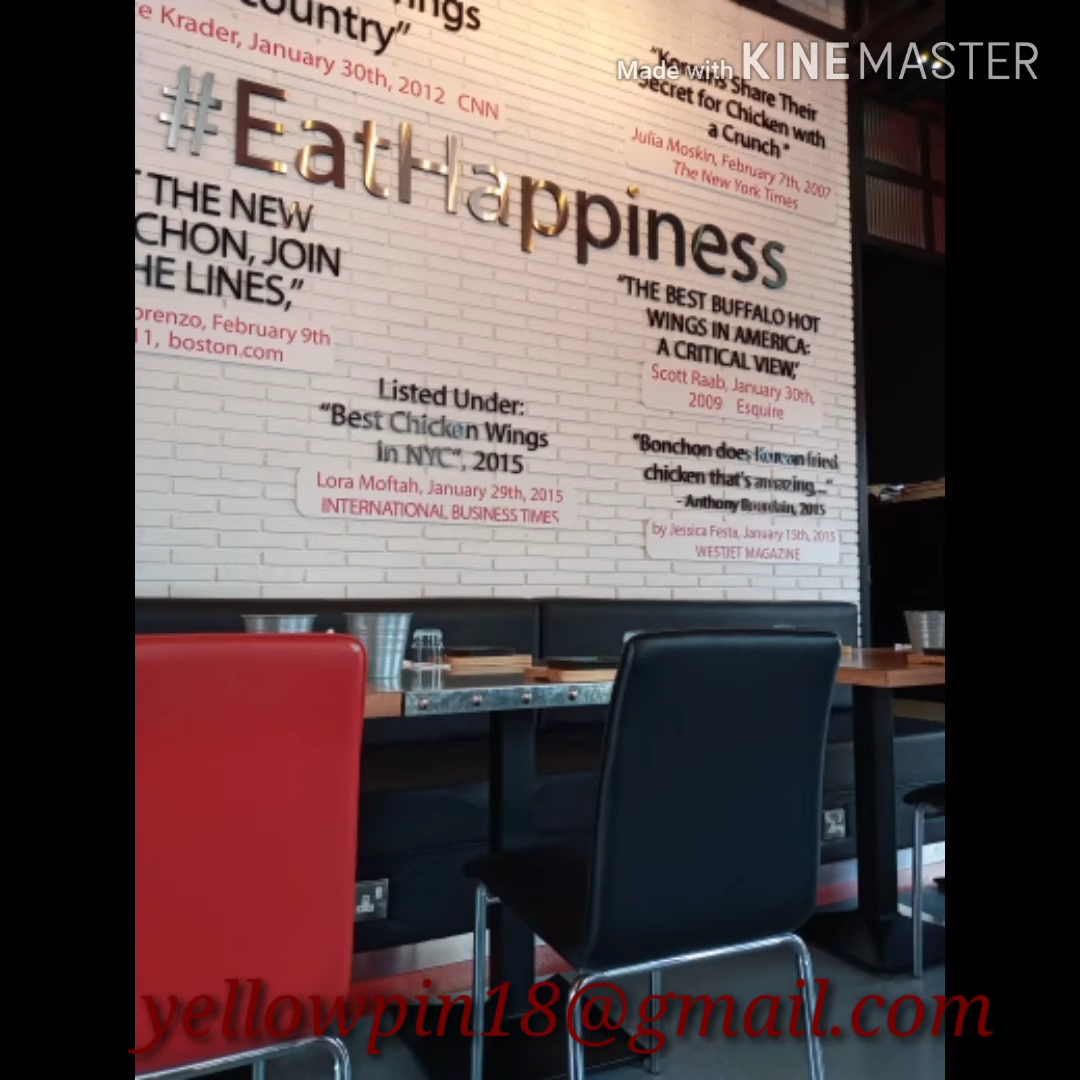 ings
country”
e Krader, January 30th, 2012 CNN
Made with KINEMASTER
“Koreans Share Their
Secret for Chicken with
a Crunch”
Julia Moskin, February 7th, 2007
The New York Times
#EatHappiness
THE NEW
CHON, JOIN
HE LINES,”
orenzo, February 9th
11, boston.com
“THE BEST BUFFALO HOT
WINGS IN AMERICA:
A CRITICAL VIEW,”
Scott Raab, January 30th,
2009 Esquire
Listed Under:
“Best Chicken Wings
in NYC”, 2015
Lora Moftah, January 29th, 2015
INTERNATIONAL BUSINESS TIMES
“Bonchon does Korean fried
chicken that's amazing...”
- Anthony Bourdain, 2015
by Jessica Festa, January 15th, 2015
WESTJET MAGAZINE
yellowpin18@gmail.com